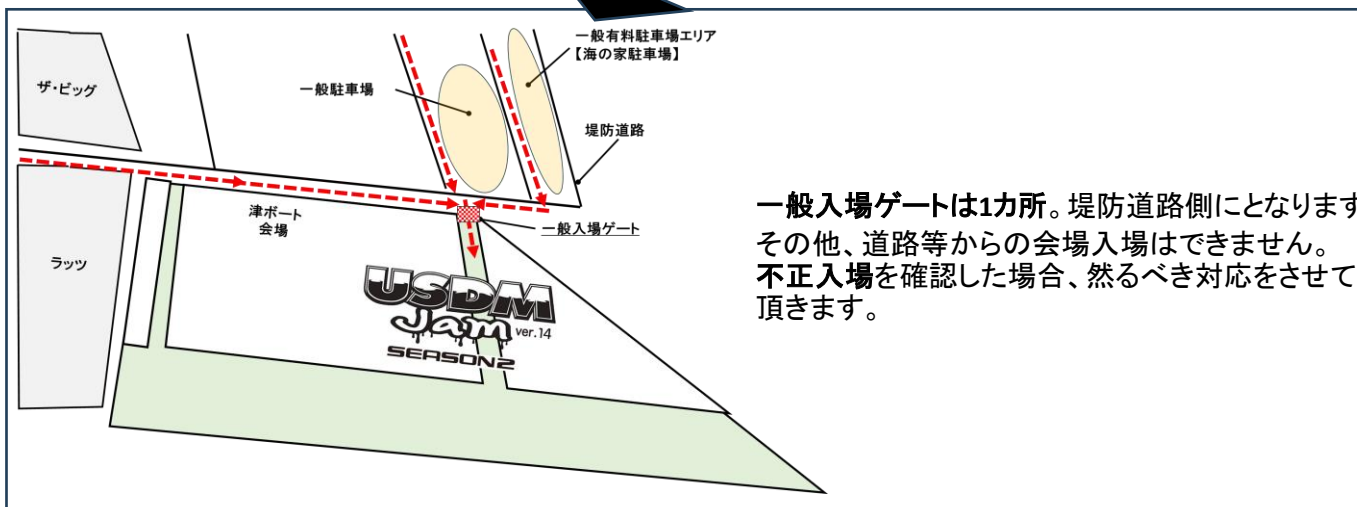 一般有料駐車場エリア
【海の家駐車場】
ザ・ビッグ
一般駐車場
堤防道路
津ボート
会場
一般入場ゲート
ラッツ
USDM
Jam ver.14
SEASON2
一般入場ゲートは1カ所。堤防道路側にとなります
その他、道路等からの会場入場はできません。
不正入場を確認した場合、然るべき対応をさせて
頂きます。